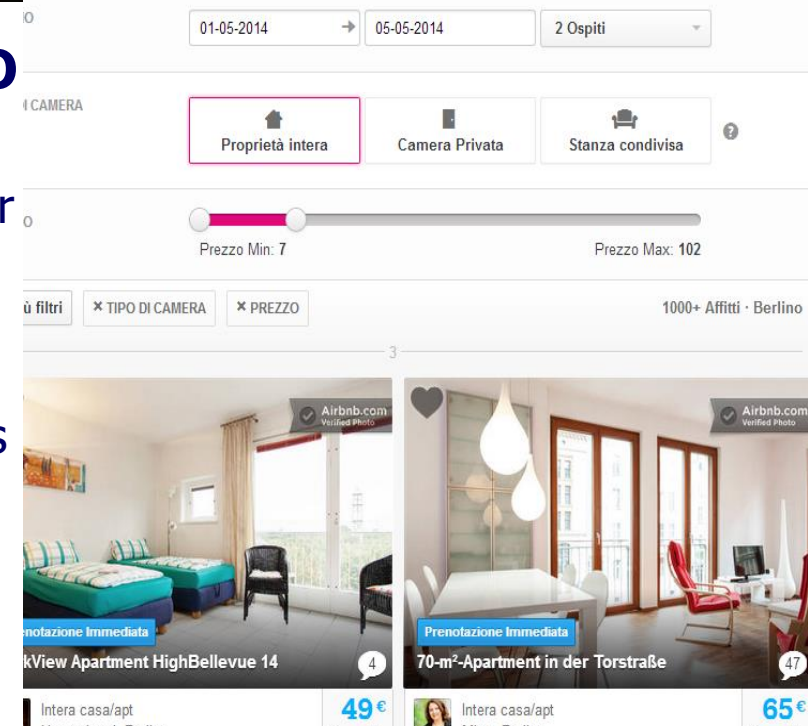 01-05-2014 05-05-2014 2 Ospiti
CAMERA
Proprietà intera Camera Privata Stanza condivisa ?
Prezzo Min: 7 Prezzo Max: 102
filtri × TIPO DI CAMERA × PREZZO 1000+ Affitti · Berlino
3
Airbnb.com
Verified Photo
Airbnb.com
Verified Photo
Prenotazione Immediata
70-m²-Apartment in der Torstraße 47
notazione Immediata
kView Apartment HighBellevue 14 4
Intera casa/apt 49 €
Intera casa/apt 65 €